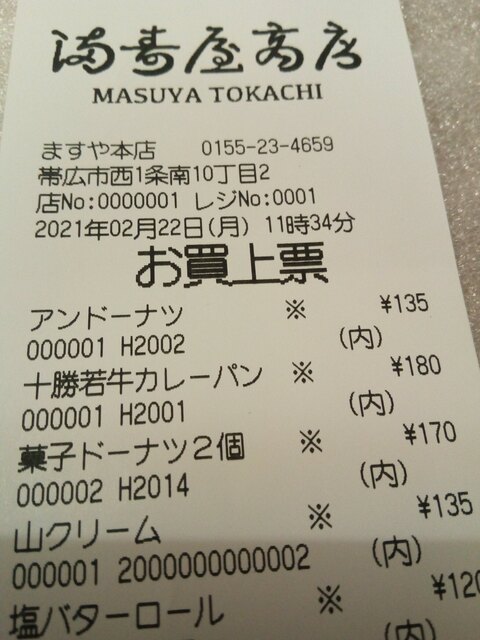 満寿屋商店
MASUYA TOKACHI
ますや本店 0155-23-4659
帯広市西1条南10丁目2
店No:0000001 レジNo:0001
2021年02月22日(月) 11時34分
お買上票
アンドーナツ ※ ¥135
000001 H2002 (内)
十勝若牛カレーパン ※ ¥180
000001 H2001 (内)
菓子ドーナツ2個 ※ ¥170
000002 H2014 (内)
山クリーム ※ ¥135
000001 2000000000002 (内)
塩バターロール ※ ¥120
(内)